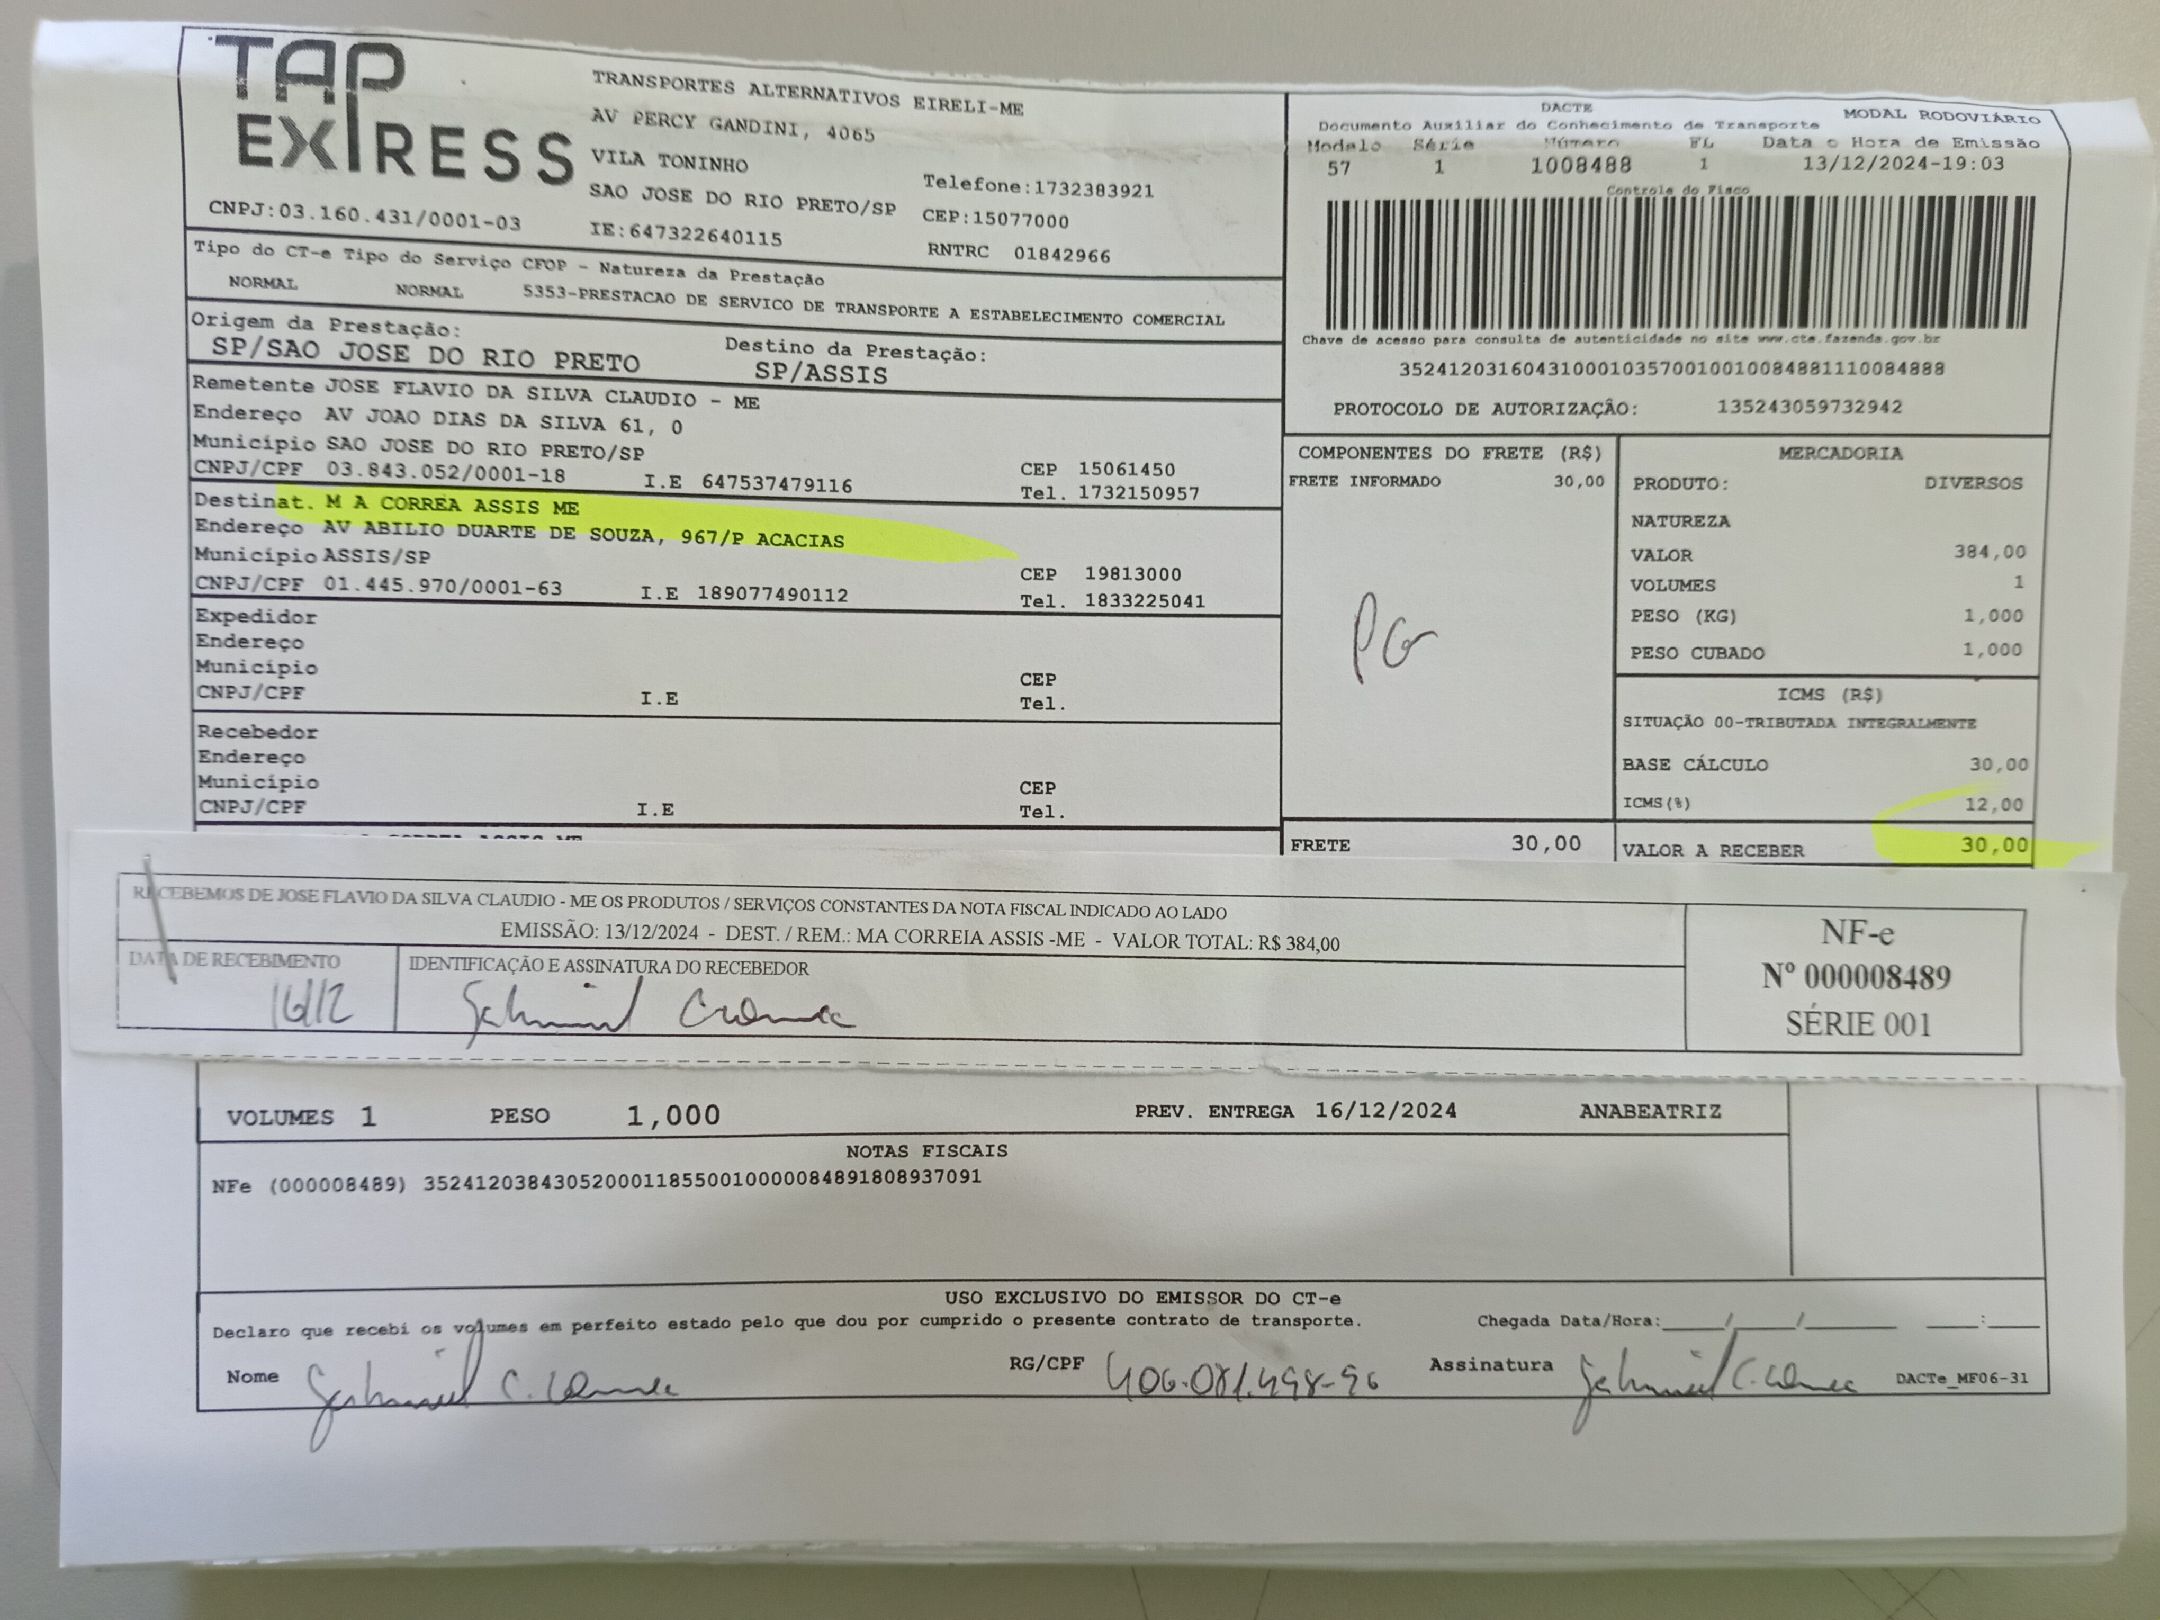 TAP EXPRESS
TRANSPORTES ALTERNATIVOS EIRELI-ME
AV PERCY GANDINI, 4065
VILA TONINHO
SAO JOSE DO RIO PRETO/SP
IE:647322640115
Telefone:1732383921
CEP:15077000
RNTRC 01842966
CNPJ:03.160.431/0001-03
DACTE MODAL RODOVIÁRIO
Documento Auxiliar do Conhecimento de Transporte
Modelo Série Número FL Data e Hora de Emissão
57 1 1008488 1 13/12/2024-19:03
Controle do Fisco
Chave de acesso para consulta de autenticidade no site www.cte.fazenda.gov.br
35241203160431000103570010010084881110084888
PROTOCOLO DE AUTORIZAÇÃO: 135243059732942
Tipo do CT-e Tipo do Serviço CFOP - Natureza da Prestação
NORMAL NORMAL 5353-PRESTACAO DE SERVICO DE TRANSPORTE A ESTABELECIMENTO COMERCIAL
Origem da Prestação: Destino da Prestação:
SP/SAO JOSE DO RIO PRETO SP/ASSIS
Remetente JOSE FLAVIO DA SILVA CLAUDIO - ME
Endereço AV JOAO DIAS DA SILVA 61, 0
Município SAO JOSE DO RIO PRETO/SP CEP 15061450
CNPJ/CPF 03.843.052/0001-18 I.E 647537479116 Tel. 1732150957
Destinat. M A CORREA ASSIS ME
Endereço AV ABILIO DUARTE DE SOUZA, 967/P ACACIAS
Município ASSIS/SP CEP 19813000
CNPJ/CPF 01.445.970/0001-63 I.E 189077490112 Tel. 1833225041
Expedidor
Endereço
Município CEP
CNPJ/CPF I.E Tel.
Recebedor
Endereço
Município CEP
CNPJ/CPF I.E Tel.
COMPONENTES DO FRETE (R$)
FRETE INFORMADO 30,00
PG
FRETE 30,00
MERCADORIA
PRODUTO: DIVERSOS
NATUREZA
VALOR 384,00
VOLUMES 1
PESO (KG) 1,000
PESO CUBADO 1,000
ICMS (R$)
SITUAÇÃO 00-TRIBUTADA INTEGRALMENTE
BASE CÁLCULO 30,00
ICMS(%) 12,00
VALOR A RECEBER 30,00
RECEBEMOS DE JOSE FLAVIO DA SILVA CLAUDIO - ME OS PRODUTOS / SERVIÇOS CONSTANTES DA NOTA FISCAL INDICADO AO LADO
EMISSÃO: 13/12/2024 - DEST. / REM.: MA CORREIA ASSIS -ME - VALOR TOTAL: R$ 384,00
DATA DE RECEBIMENTO IDENTIFICAÇÃO E ASSINATURA DO RECEBEDOR
16/12
NF-e
Nº 000008489
SÉRIE 001
VOLUMES 1 PESO 1,000 PREV. ENTREGA 16/12/2024 ANABEATRIZ
NOTAS FISCAIS
NFe (000008489) 35241203843052000118550010000084891808937091
USO EXCLUSIVO DO EMISSOR DO CT-e
Declaro que recebi os volumes em perfeito estado pelo que dou por cumprido o presente contrato de transporte. Chegada Data/Hora:____/____/____ ___:___
Nome RG/CPF 406.081.498-96 Assinatura DACTe_MF06-31